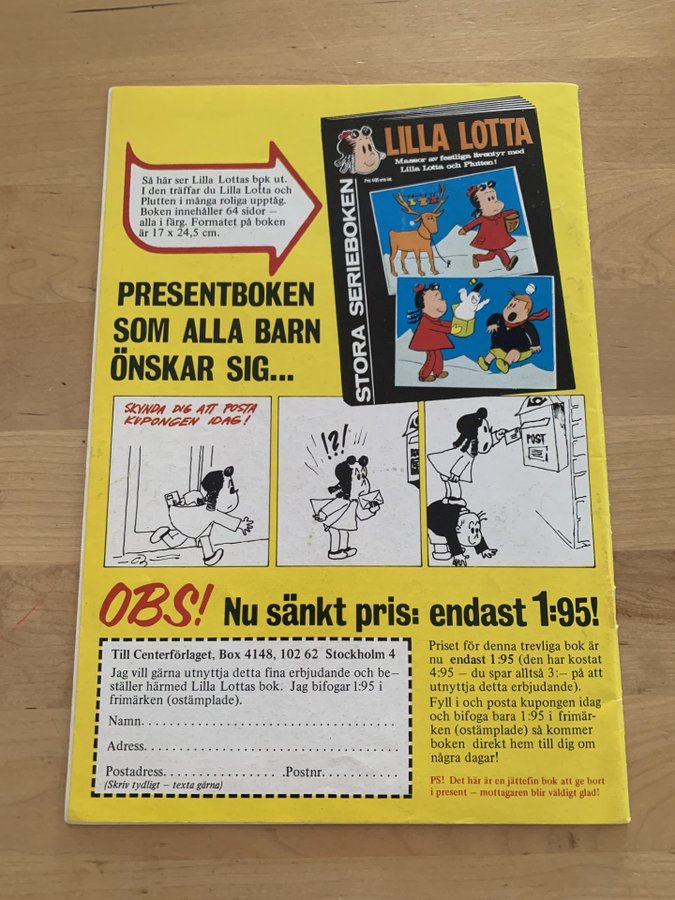 Så här ser Lilla Lottas bok ut.
I den träffar du Lilla Lotta och
Plutten i många roliga upptåg.
Boken innehåller 64 sidor –
alla i färg. Formatet på boken
är 17 x 24,5 cm.
LILLA LOTTA
Massor av festliga äventyr med
Lilla Lotta och Plutten!
STORA SERIEBOKEN
PRESENTBOKEN
SOM ALLA BARN
ÖNSKAR SIG...
SKYNDA DIG ATT POSTA
KUPONGEN IDAG!
!?!
POST
OBS! Nu sänkt pris: endast 1:95!
Till Centerförlaget, Box 4148, 102 62 Stockholm 4
Jag vill gärna utnyttja detta fina erbjudande och be–
ställer härmed Lilla Lottas bok. Jag bifogar 1:95 i
frimärken (ostämplade).
Namn. . . . . . . . . . . . . . . . . . . . . . . . . . . . . . . . . . . . . .
Adress. . . . . . . . . . . . . . . . . . . . . . . . . . . . . . . . . . . . .
Postadress. . . . . . . . . . . . . . . . . .Postnr. . . . . . . . . . . . .
(Skriv tydligt – texta gärna)
Priset för denna trevliga bok är
nu endast 1:95 (den har kostat
4:95 – du spar alltså 3:– på att
utnyttja detta erbjudande).
Fyll i och posta kupongen idag
och bifoga bara 1:95 i frimär-
ken (ostämplade) så kommer
boken direkt hem till dig om
några dagar!
PS! Det här är en jättefin bok att ge bort
i present – mottagaren blir väldigt glad!